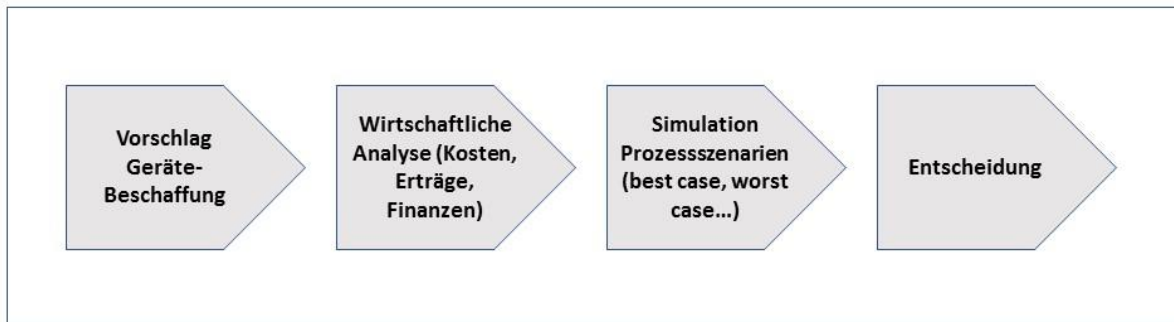 Vorschlag
Geräte-
Beschaffung
Wirtschaftliche
Analyse (Kosten,
Erträge,
Finanzen)
Simulation
Prozessszenarien
(best case, worst
case...)
Entscheidung